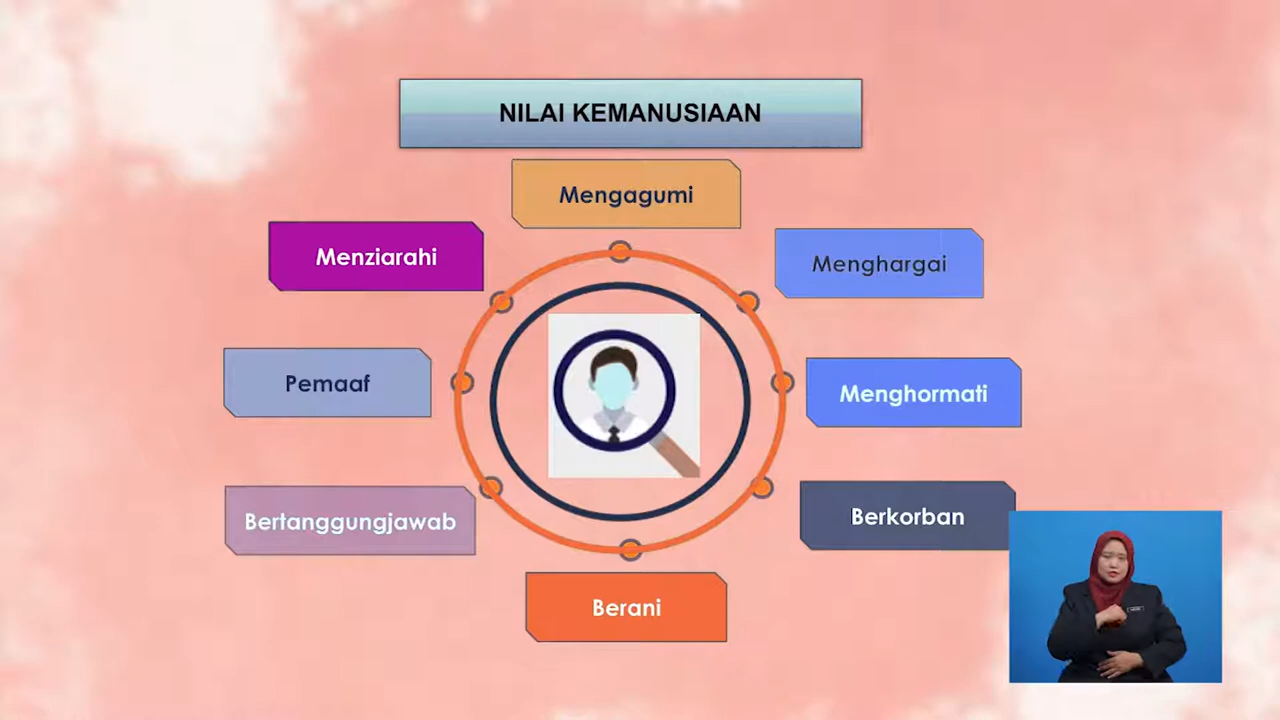 NILAI KEMANUSIAAN
Mengagumi
Menziarahi
Menghargai
Pemaaf
Menghormati
Bertanggungjawab
Berkorban
Berani